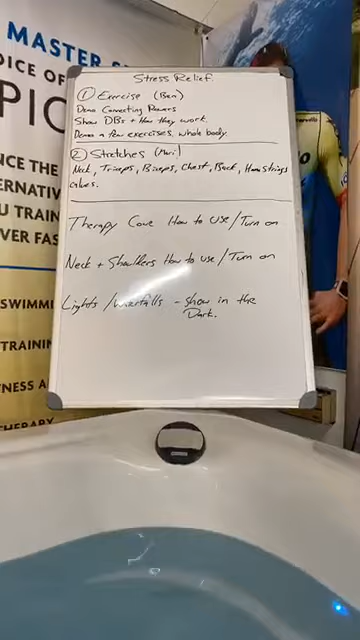 MASTER S
OICE OF
PIC
NCE THE
ERNATIV
U TRAIN
VER FAS
SWIMMI
TRAININ
NESS A
HERAPY
Stress Relief.
① Exercise (Ben)
Demo Connecting Rowers
Show DBs + How they work.
Demo a few exercises, whole body.
② Stretches
Neck, Triceps, Biceps, Chest, Back, Hamstrings
Calves.
Therapy Cove How to use/Turn on
Neck + Shoulders How to use/Turn on
Lights/Waterfalls - show in the
Dark.